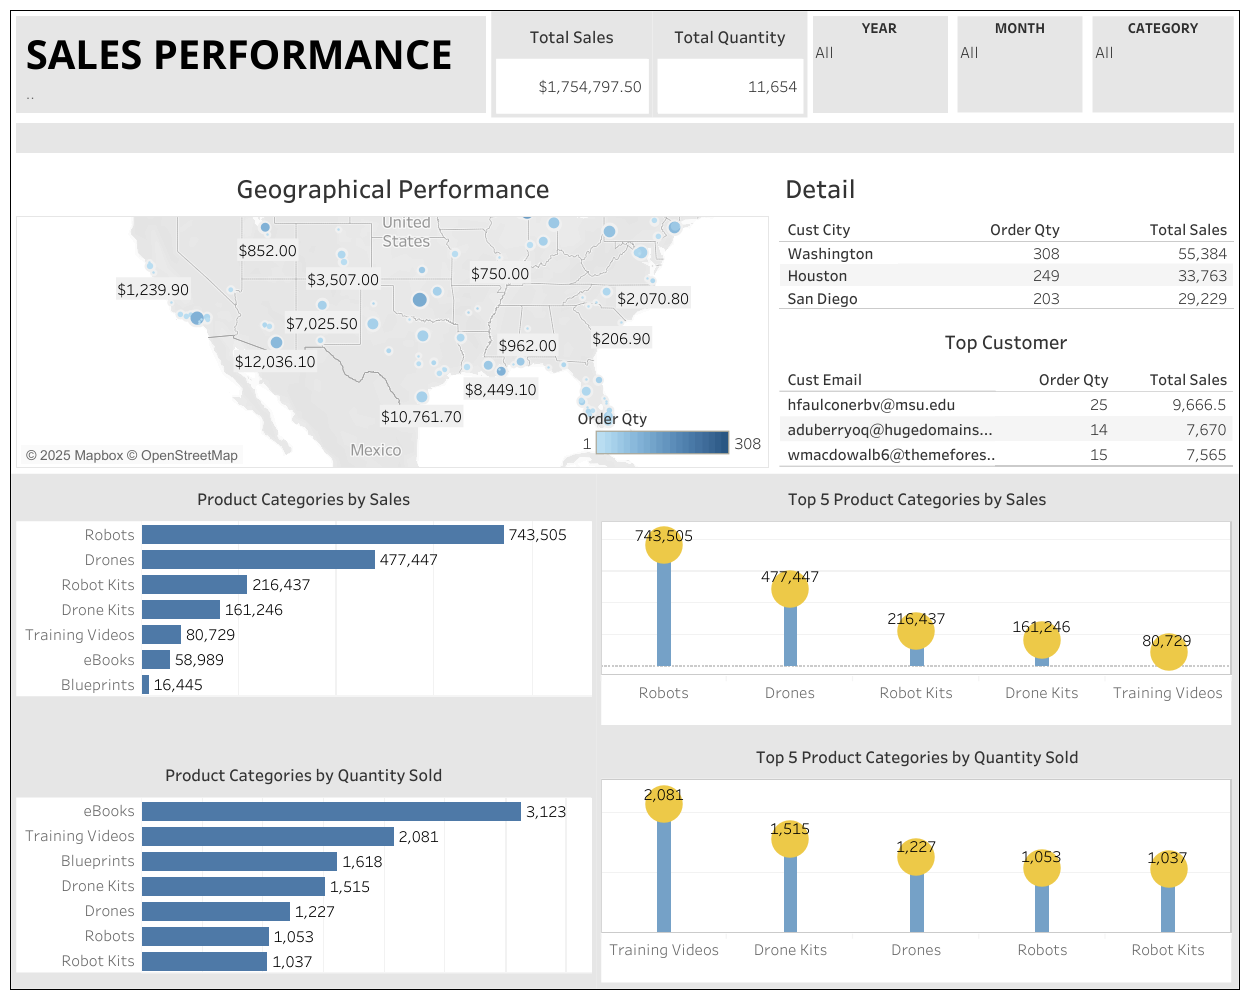 SALES PERFORMANCE
..
Total Sales
$1,754,797.50
Total Quantity
11,654
YEAR
All
MONTH
All
CATEGORY
All
Geographical Performance
United
States
$852.00
$3,507.00
$750.00
$1,239.90
$2,070.80
$7,025.50
$962.00
$206.90
$12,036.10
$8,449.10
$10,761.70
Mexico
Order Qty
1 308
© 2025 Mapbox © OpenStreetMap
Detail
Cust City Order Qty Total Sales
Washington 308 55,384
Houston 249 33,763
San Diego 203 29,229
Top Customer
Cust Email Order Qty Total Sales
hfaulconerbv@msu.edu 25 9,666.5
aduberryoq@hugedomains... 14 7,670
wmacdowalb6@themefores.. 15 7,565
Product Categories by Sales
Robots 743,505
Drones 477,447
Robot Kits 216,437
Drone Kits 161,246
Training Videos 80,729
eBooks 58,989
Blueprints 16,445
Top 5 Product Categories by Sales
743,505
477,447
216,437
161,246
80,729
Robots Drones Robot Kits Drone Kits Training Videos
Product Categories by Quantity Sold
eBooks 3,123
Training Videos 2,081
Blueprints 1,618
Drone Kits 1,515
Drones 1,227
Robots 1,053
Robot Kits 1,037
Top 5 Product Categories by Quantity Sold
2,081
1,515
1,227
1,053
1,037
Training Videos Drone Kits Drones Robots Robot Kits